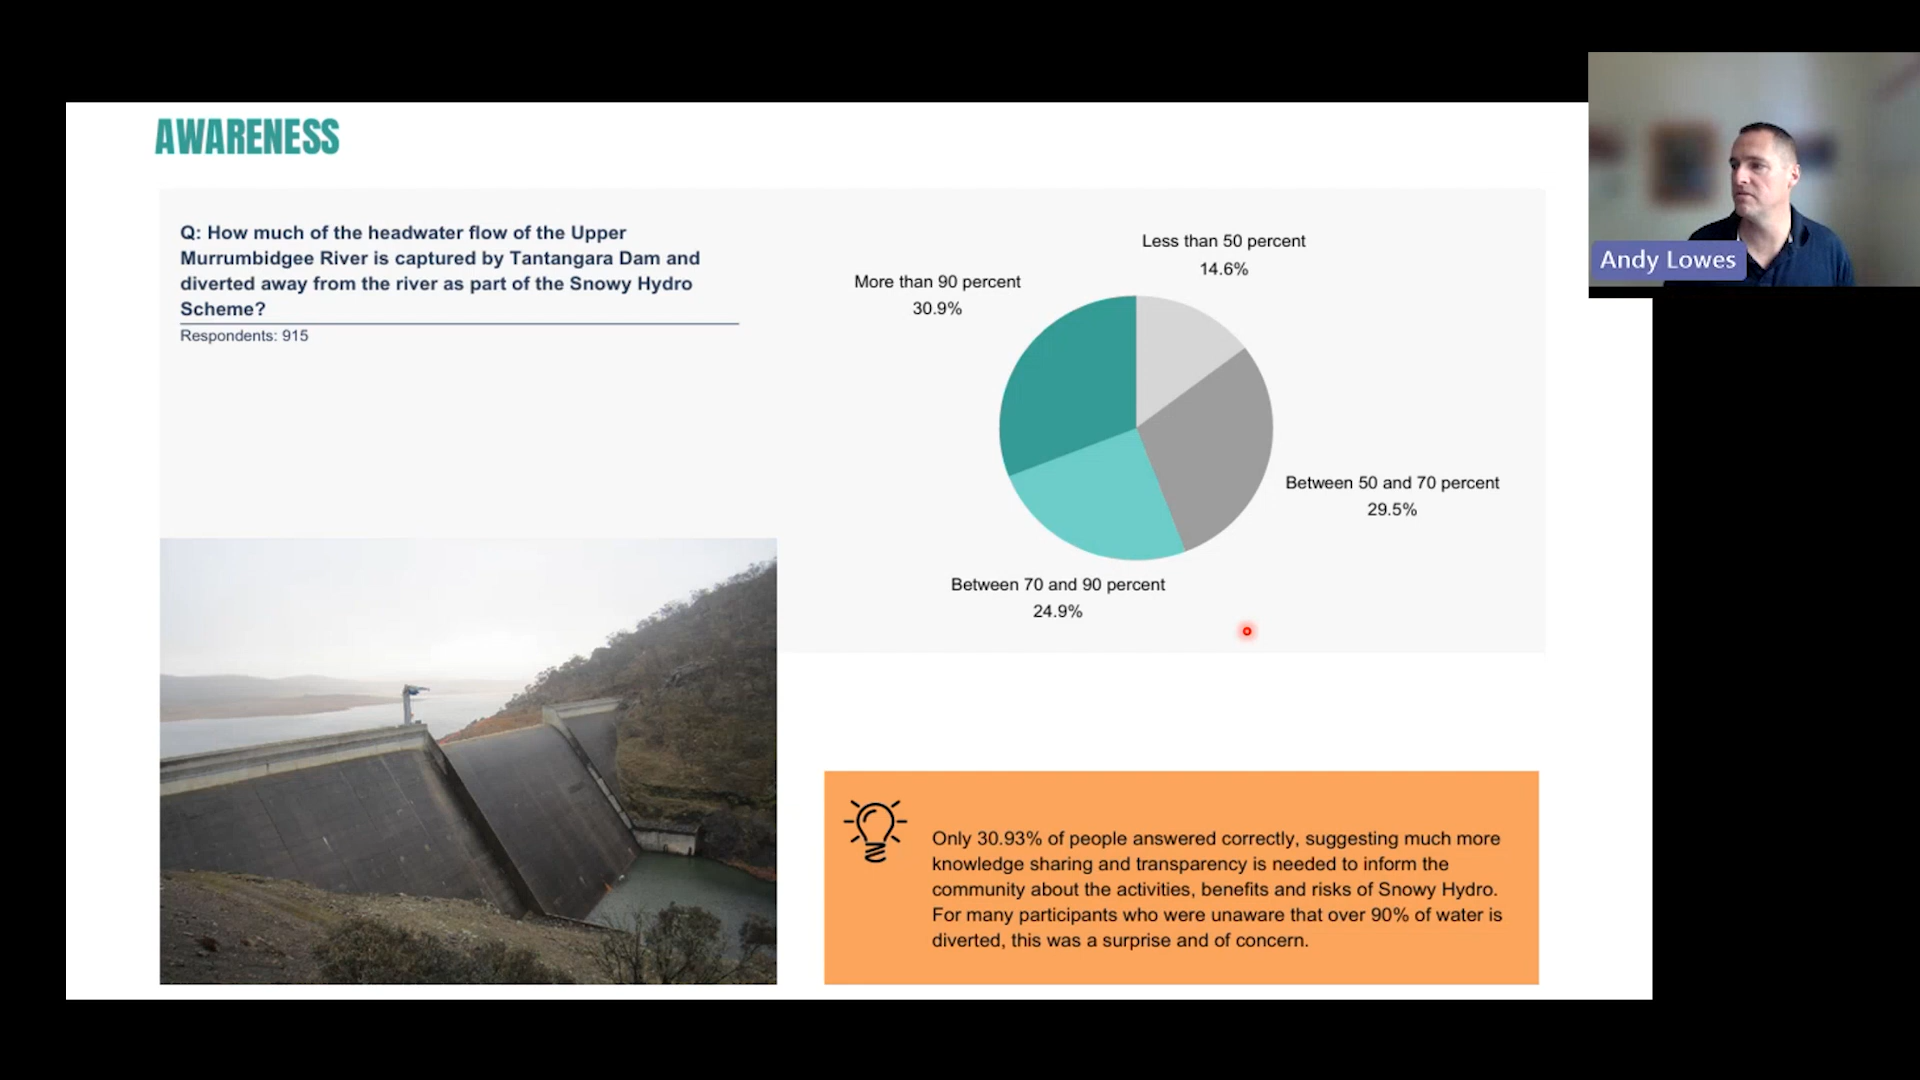 AWARENESS
Q: How much of the headwater flow of the Upper
Murrumbidgee River is captured by Tantangara Dam and
diverted away from the river as part of the Snowy Hydro
Scheme?
Respondents: 915
Less than 50 percent
14.6%
More than 90 percent
30.9%
Between 50 and 70 percent
29.5%
Between 70 and 90 percent
24.9%
Only 30.93% of people answered correctly, suggesting much more
knowledge sharing and transparency is needed to inform the
community about the activities, benefits and risks of Snowy Hydro.
For many participants who were unaware that over 90% of water is
diverted, this was a surprise and of concern.
Andy Lowes